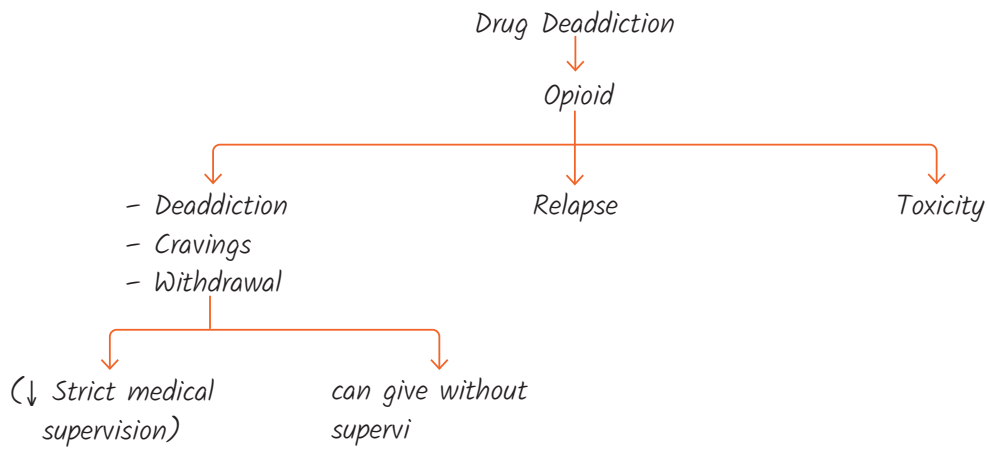 Drug Deaddiction
Opioid
- Deaddiction
- Cravings
- Withdrawal
Relapse
Toxicity
(↓ Strict medical
supervision)
can give without
supervi